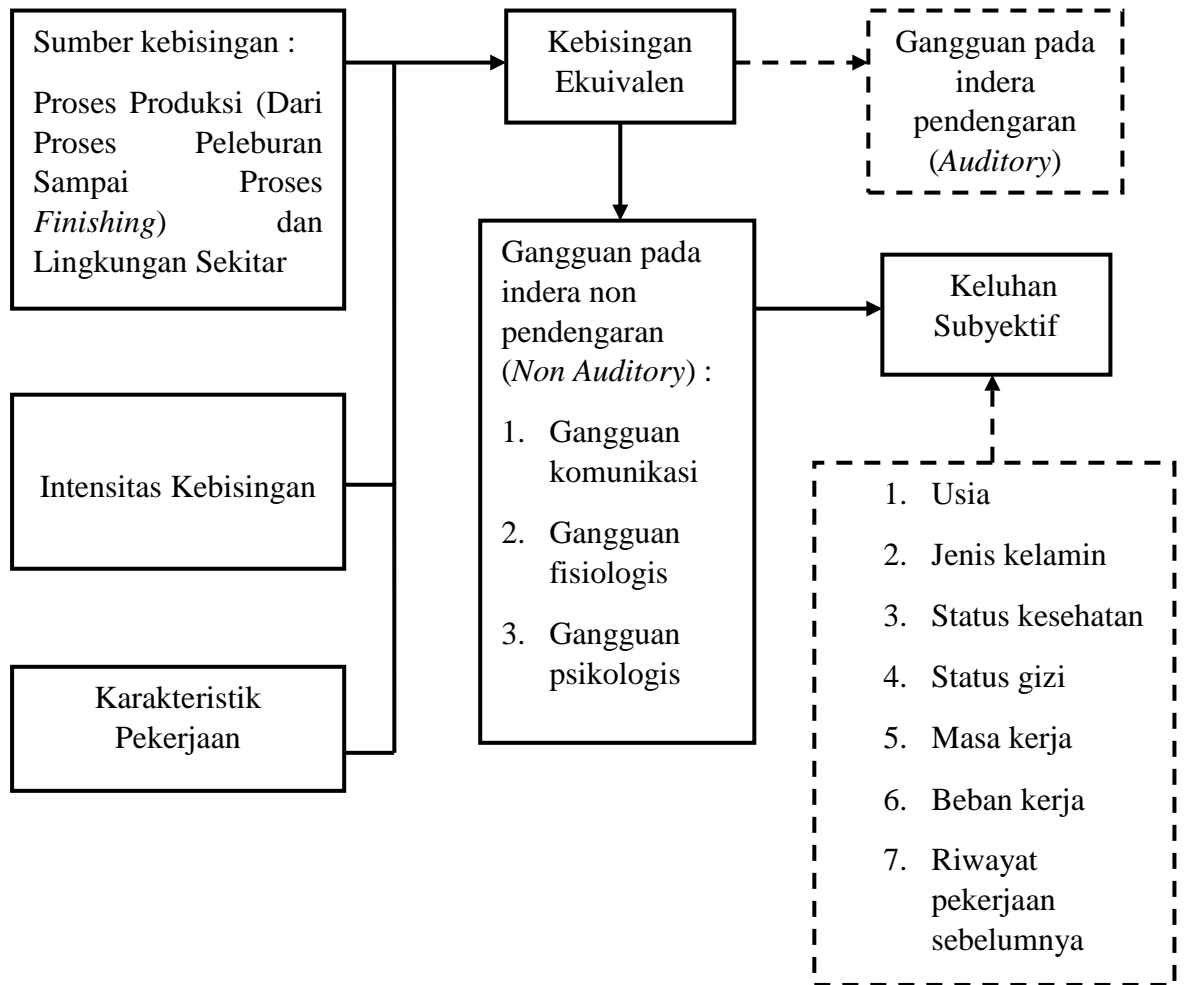 Sumber kebisingan :
Proses Produksi (Dari
Proses Peleburan
Sampai Proses
Finishing) dan
Lingkungan Sekitar
Kebisingan
Ekuivalen
Gangguan pada
indera
pendengaran
(Auditory)
Gangguan pada
indera non
pendengaran
(Non Auditory) :
1. Gangguan
komunikasi
2. Gangguan
fisiologis
3. Gangguan
psikologis
Keluhan
Subyektif
Intensitas Kebisingan
Karakteristik
Pekerjaan
1. Usia
2. Jenis kelamin
3. Status kesehatan
4. Status gizi
5. Masa kerja
6. Beban kerja
7. Riwayat
pekerjaan
sebelumnya